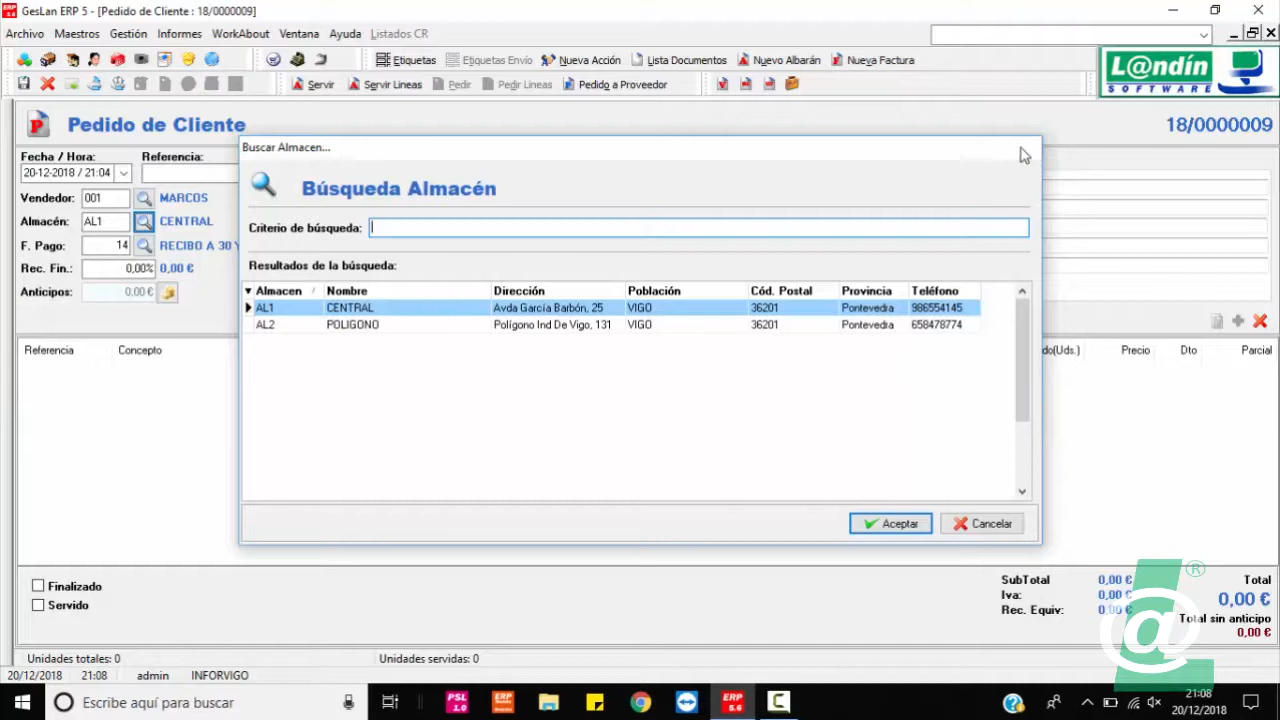 GesLan ERP 5 - [Pedido de Cliente : 18/0000009]
Archivo Maestros Gestión Informes WorkAbout Ventana Ayuda Listados CR
Etiquetas Etiquetas Envío Nueva Acción Lista Documentos Nuevo Albarán Nueva Factura
Servir Servir Lineas Pedir Pedir Lineas Pedido a Proveedor
L@ndín
SOFTWARE
Pedido de Cliente 18/0000009
Fecha / Hora: Referencia:
20-12-2018 / 21:04
Vendedor: 001 MARCOS
Almacén: AL1 CENTRAL
F. Pago: 14 RECIBO A 30 Y
Rec. Fin.: 0,00% 0,00 €
Anticipos: 0.00 €
Buscar Almacen...
Búsqueda Almacén
Criterio de búsqueda:
Resultados de la búsqueda:
Almacen Nombre Dirección Población Cód. Postal Provincia Teléfono
AL1 CENTRAL Avda García Barbón, 25 VIGO 36201 Pontevedra 986554145
AL2 POLIGONO Polígono Ind De Vigo, 131 VIGO 36201 Pontevedra 658478774
Aceptar Cancelar
Referencia Concepto do(Uds.) Precio Dto Parcial
Finalizado
Servido
SubTotal 0,00 € Total
Iva: 0,00 € 0,00 €
Rec. Equiv: 0,00 € Total sin anticipo
0,00 €
Unidades totales: 0 Unidades servidas: 0
20/12/2018 21:08 admin INFORVIGO
Escribe aquí para buscar
PSL
1.0
ERP
5.6
21:08
20/12/2018